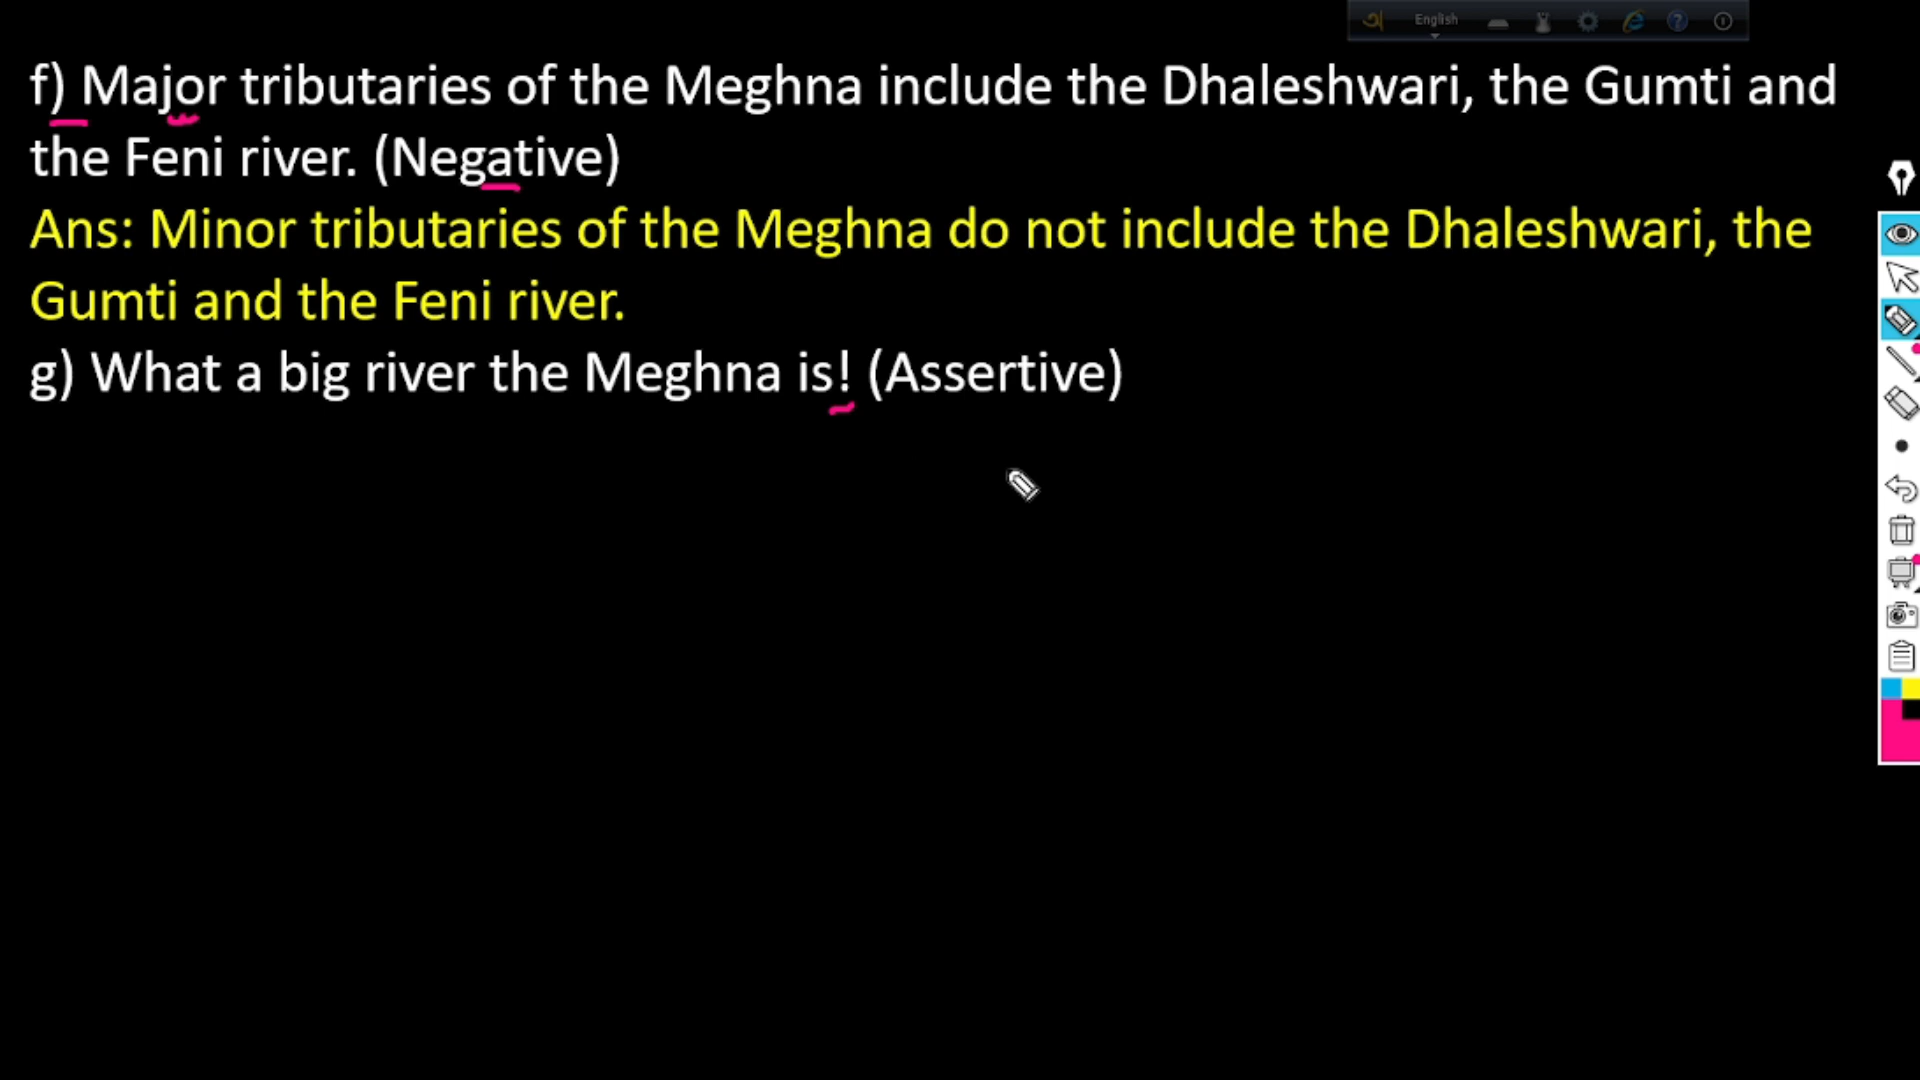 English
f) Major tributaries of the Meghna include the Dhaleshwari, the Gumti and
the Feni river. (Negative)
Ans: Minor tributaries of the Meghna do not include the Dhaleshwari, the
Gumti and the Feni river.
g) What a big river the Meghna is! (Assertive)